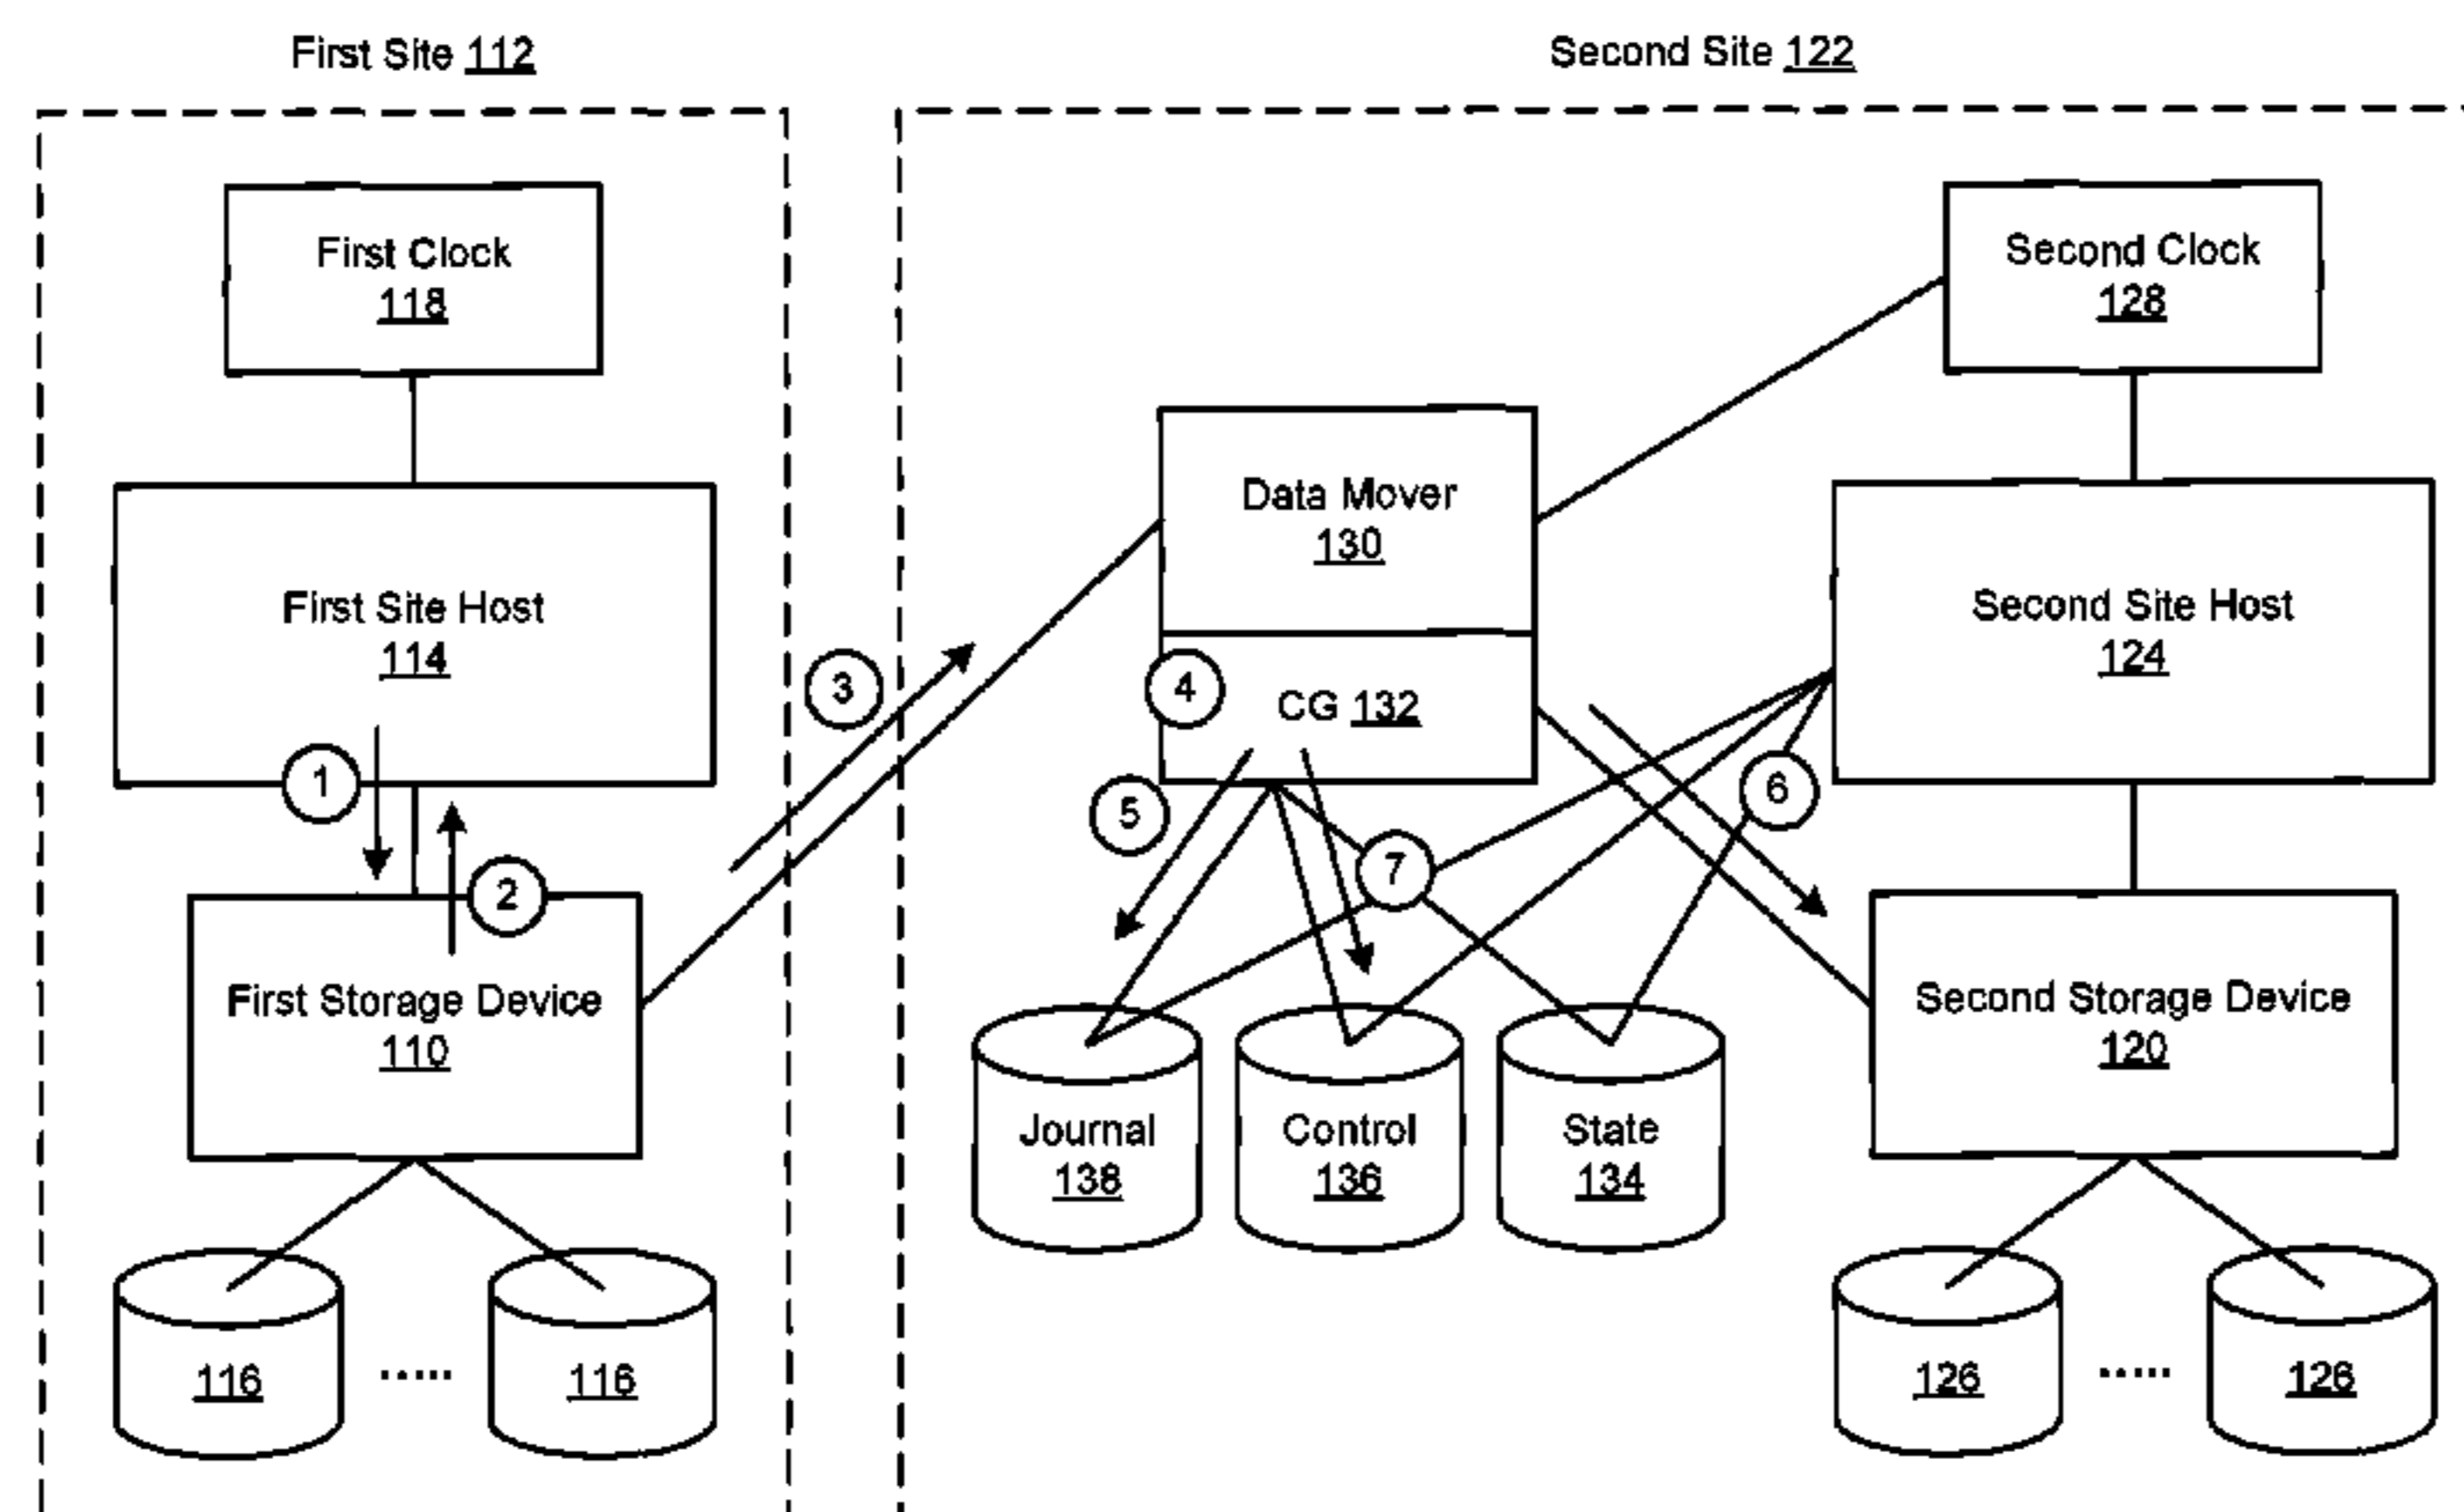 First Site 112
Second Site 122
First Clock
118
First Site Host
114
1
2
First Storage Device
110
116
.....
116
3
Data Mover
130
4
CG 132
5
7
6
Journal
138
Control
136
State
134
Second Clock
128
Second Site Host
124
Second Storage Device
120
126
.....
126